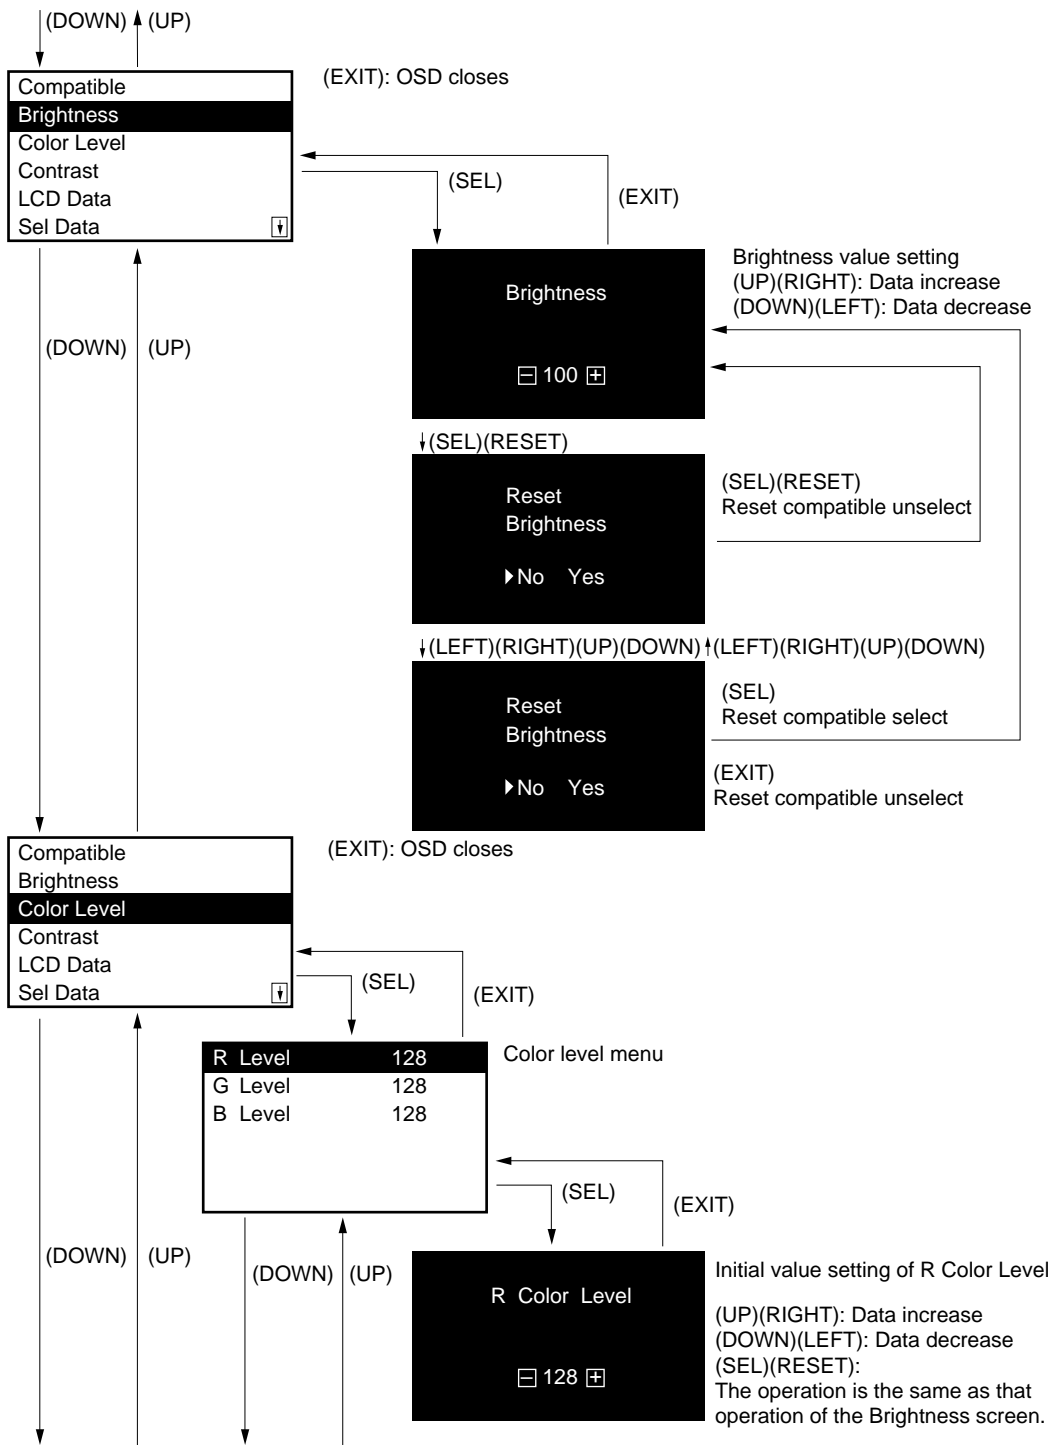 (DOWN) (UP)
(EXIT): OSD closes
Compatible
Brightness
Color Level
Contrast
LCD Data
Sel Data
(SEL)
(EXIT)
Brightness value setting
(UP)(RIGHT): Data increase
(DOWN)(LEFT): Data decrease
Brightness
100
(DOWN) (UP)
(SEL)(RESET)
Reset
Brightness
No Yes
(SEL)(RESET)
Reset compatible unselect
(LEFT)(RIGHT)(UP)(DOWN) (LEFT)(RIGHT)(UP)(DOWN)
Reset
Brightness
No Yes
(SEL)
Reset compatible select
(EXIT)
Reset compatible unselect
(EXIT): OSD closes
Compatible
Brightness
Color Level
Contrast
LCD Data
Sel Data
(SEL)
(EXIT)
Color level menu
R Level 128
G Level 128
B Level 128
(SEL)
(EXIT)
(DOWN) (UP)
(DOWN) (UP)
R Color Level
128
Initial value setting of R Color Level
(UP)(RIGHT): Data increase
(DOWN)(LEFT): Data decrease
(SEL)(RESET):
The operation is the same as that
operation of the Brightness screen.